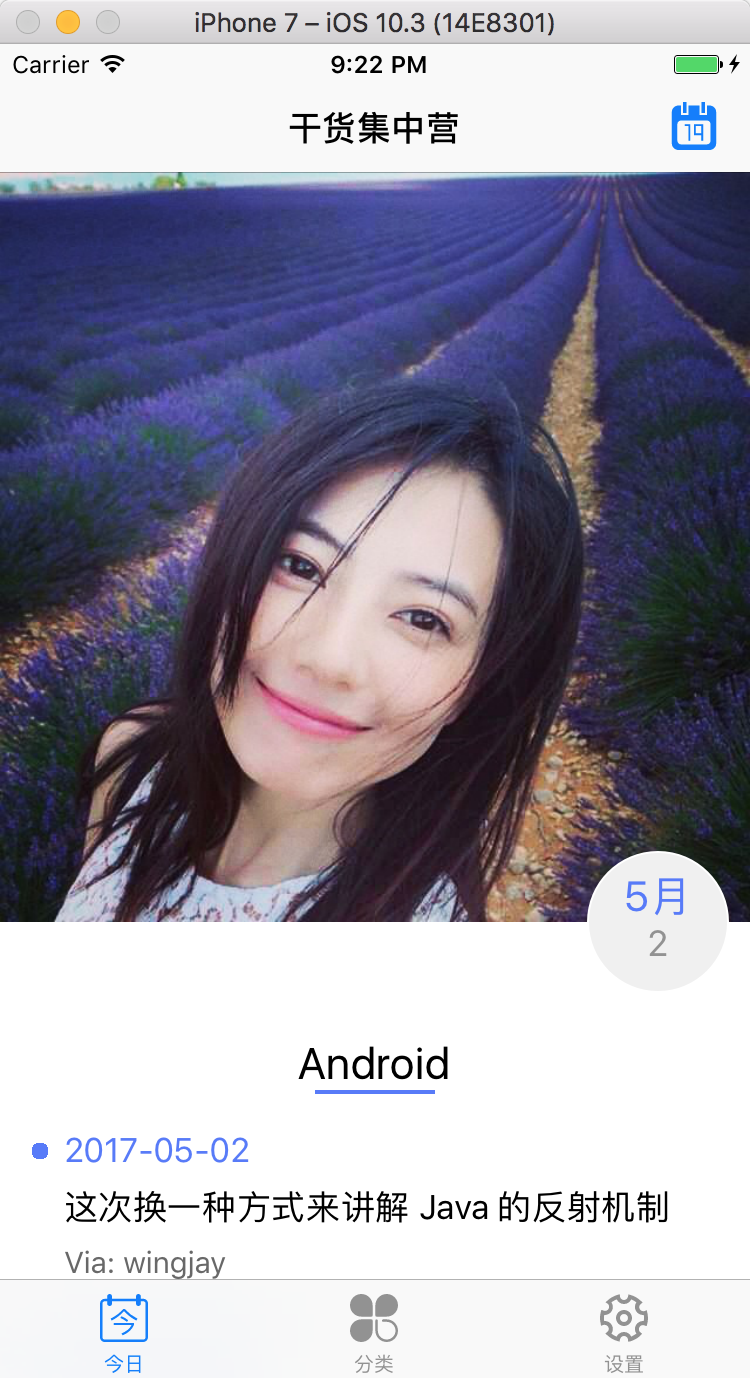 iPhone 7 – iOS 10.3 (14E8301)
Carrier 9:22 PM
干货集中营
19
5月
2
Android
2017-05-02
这次换一种方式来讲解 Java 的反射机制
Via: wingjay
今
今日 分类 设置